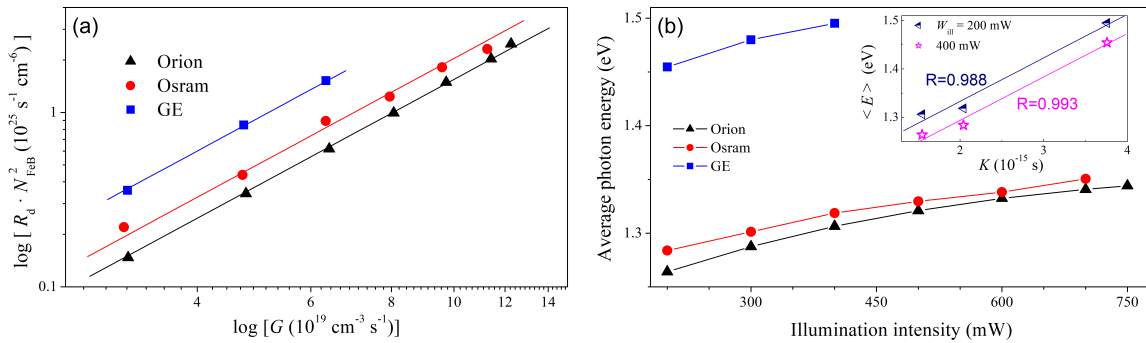 (a)
Orion
Osram
GE
1
0.1
log [ R_d · N²_FeB (10²⁵ s⁻¹ cm⁻⁶) ]
4 6 8 10 12 14
log [G (10¹⁹ cm⁻³ s⁻¹)]
(b)
1.5
1.4
1.3
Average photon energy (eV)
Orion
Osram
GE
300 450 600 750
Illumination intensity (mW)
W_ill = 200 mW
400 mW
R=0.988
R=0.993
1.5
1.4
1.3
< E > (eV)
2 3 4
K (10⁻¹⁵ s)